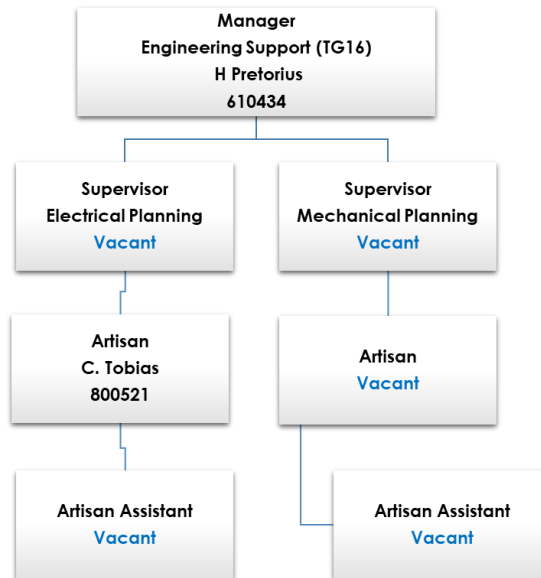 Manager
Engineering Support (TG16)
H Pretorius
610434
Supervisor
Electrical Planning
Vacant
Supervisor
Mechanical Planning
Vacant
Artisan
C. Tobias
800521
Artisan
Vacant
Artisan Assistant
Vacant
Artisan Assistant
Vacant